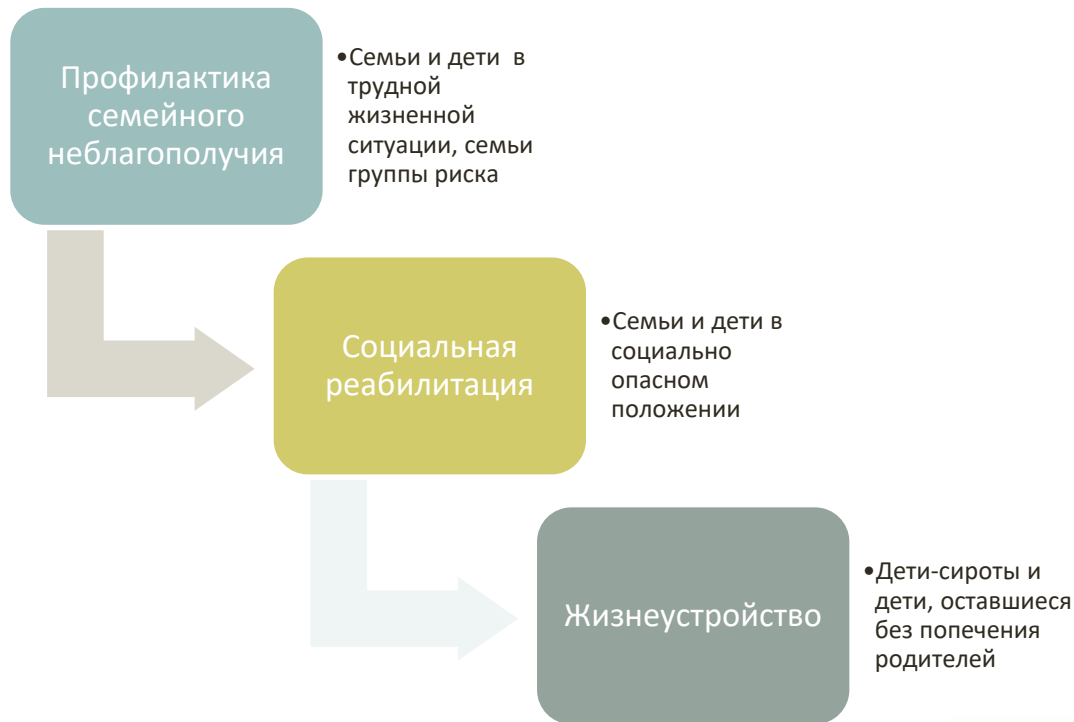 Профилактика
семейного
неблагополучия
•Семьи и дети в
трудной
жизненной
ситуации, семьи
группы риска
Социальная
реабилитация
•Семьи и дети в
социально
опасном
положении
Жизнеустройство
•Дети-сироты и
дети, оставшиеся
без попечения
родителей